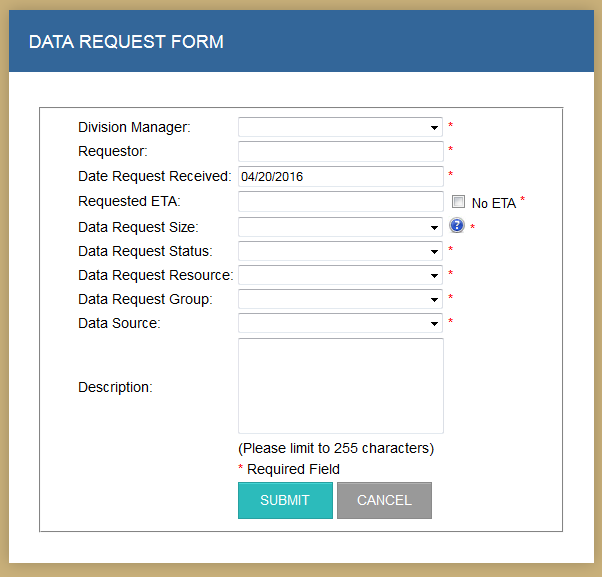 DATA REQUEST FORM
Division Manager: *
Requestor: *
Date Request Received: 04/20/2016 *
Requested ETA: No ETA *
Data Request Size: ? *
Data Request Status: *
Data Request Resource: *
Data Request Group: *
Data Source: *
Description:
(Please limit to 255 characters)
* Required Field
SUBMIT CANCEL